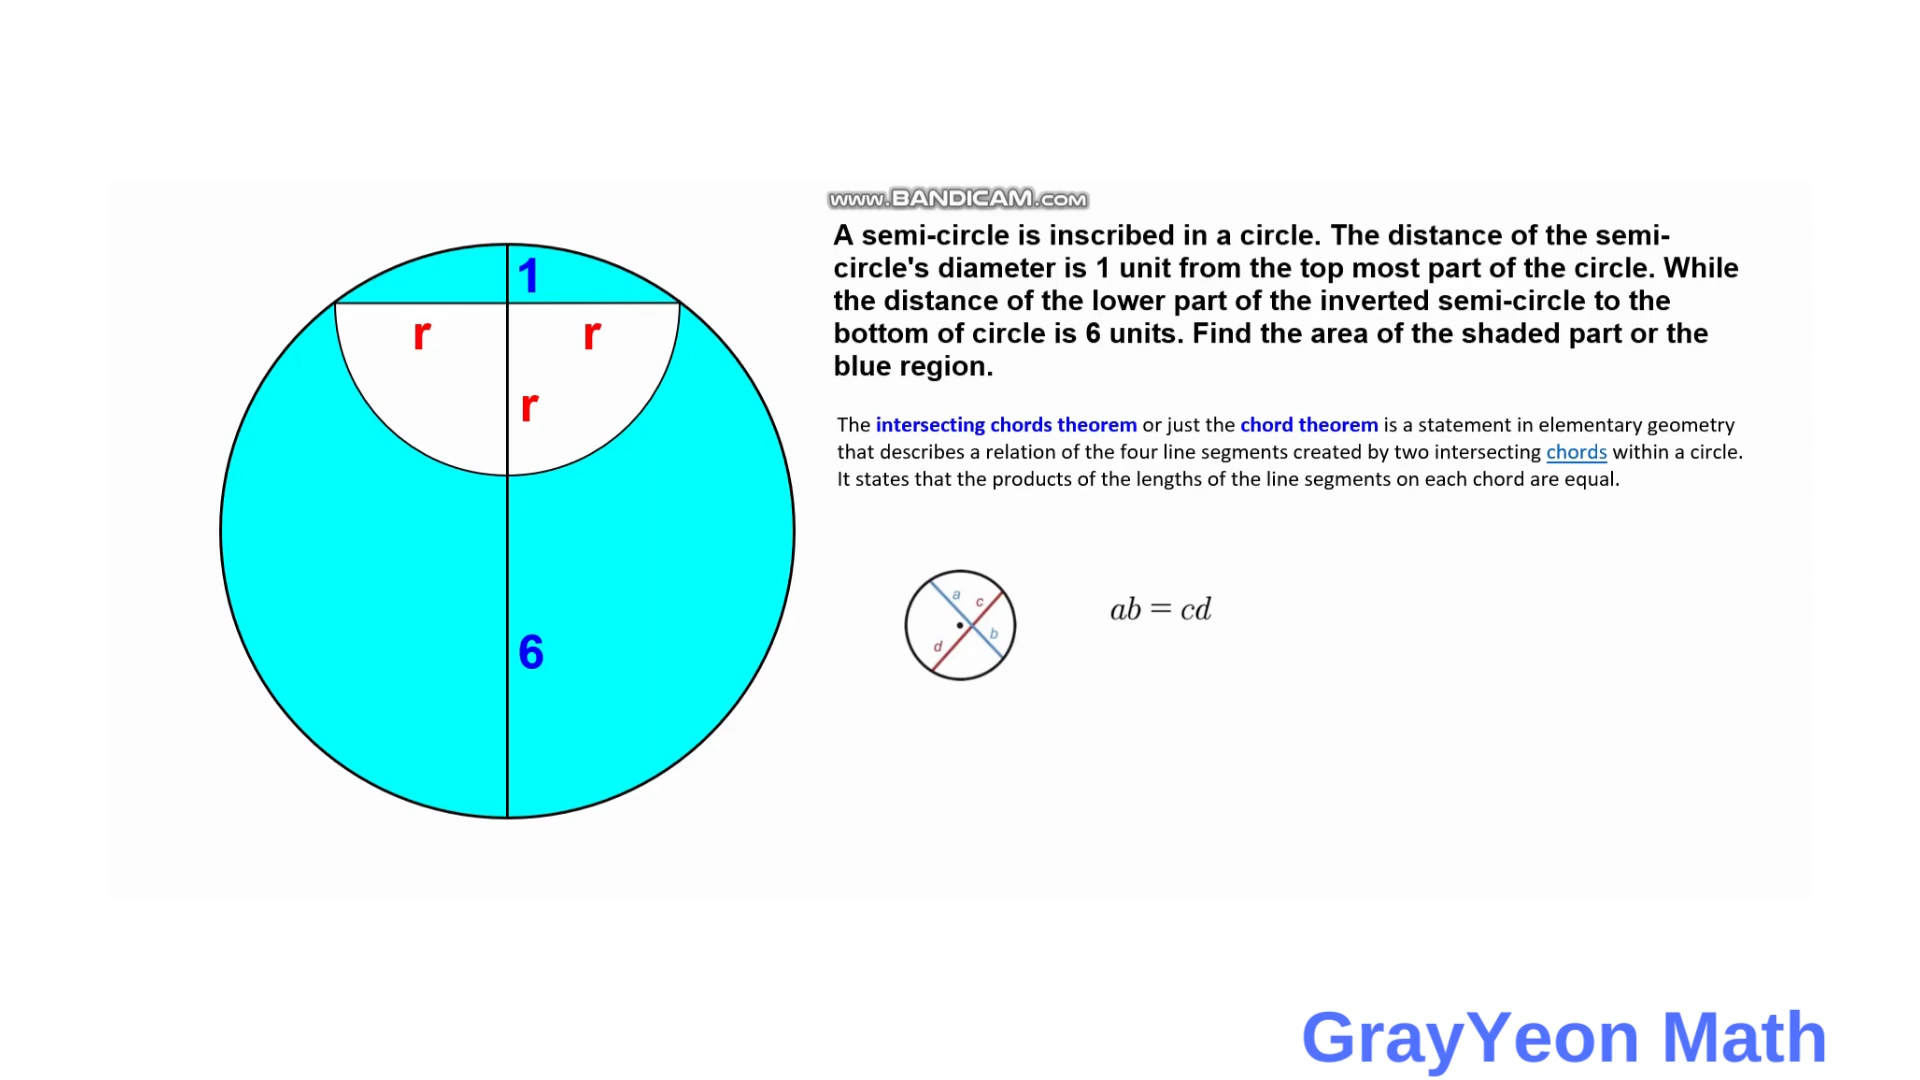 www.BANDICAM.COM
A semi-circle is inscribed in a circle. The distance of the semi-
circle's diameter is 1 unit from the top most part of the circle. While
the distance of the lower part of the inverted semi-circle to the
bottom of circle is 6 units. Find the area of the shaded part or the
blue region.
1
r r
r
6
The intersecting chords theorem or just the chord theorem is a statement in elementary geometry
that describes a relation of the four line segments created by two intersecting chords within a circle.
It states that the products of the lengths of the line segments on each chord are equal.
a c
d b
ab = cd
GrayYeon Math